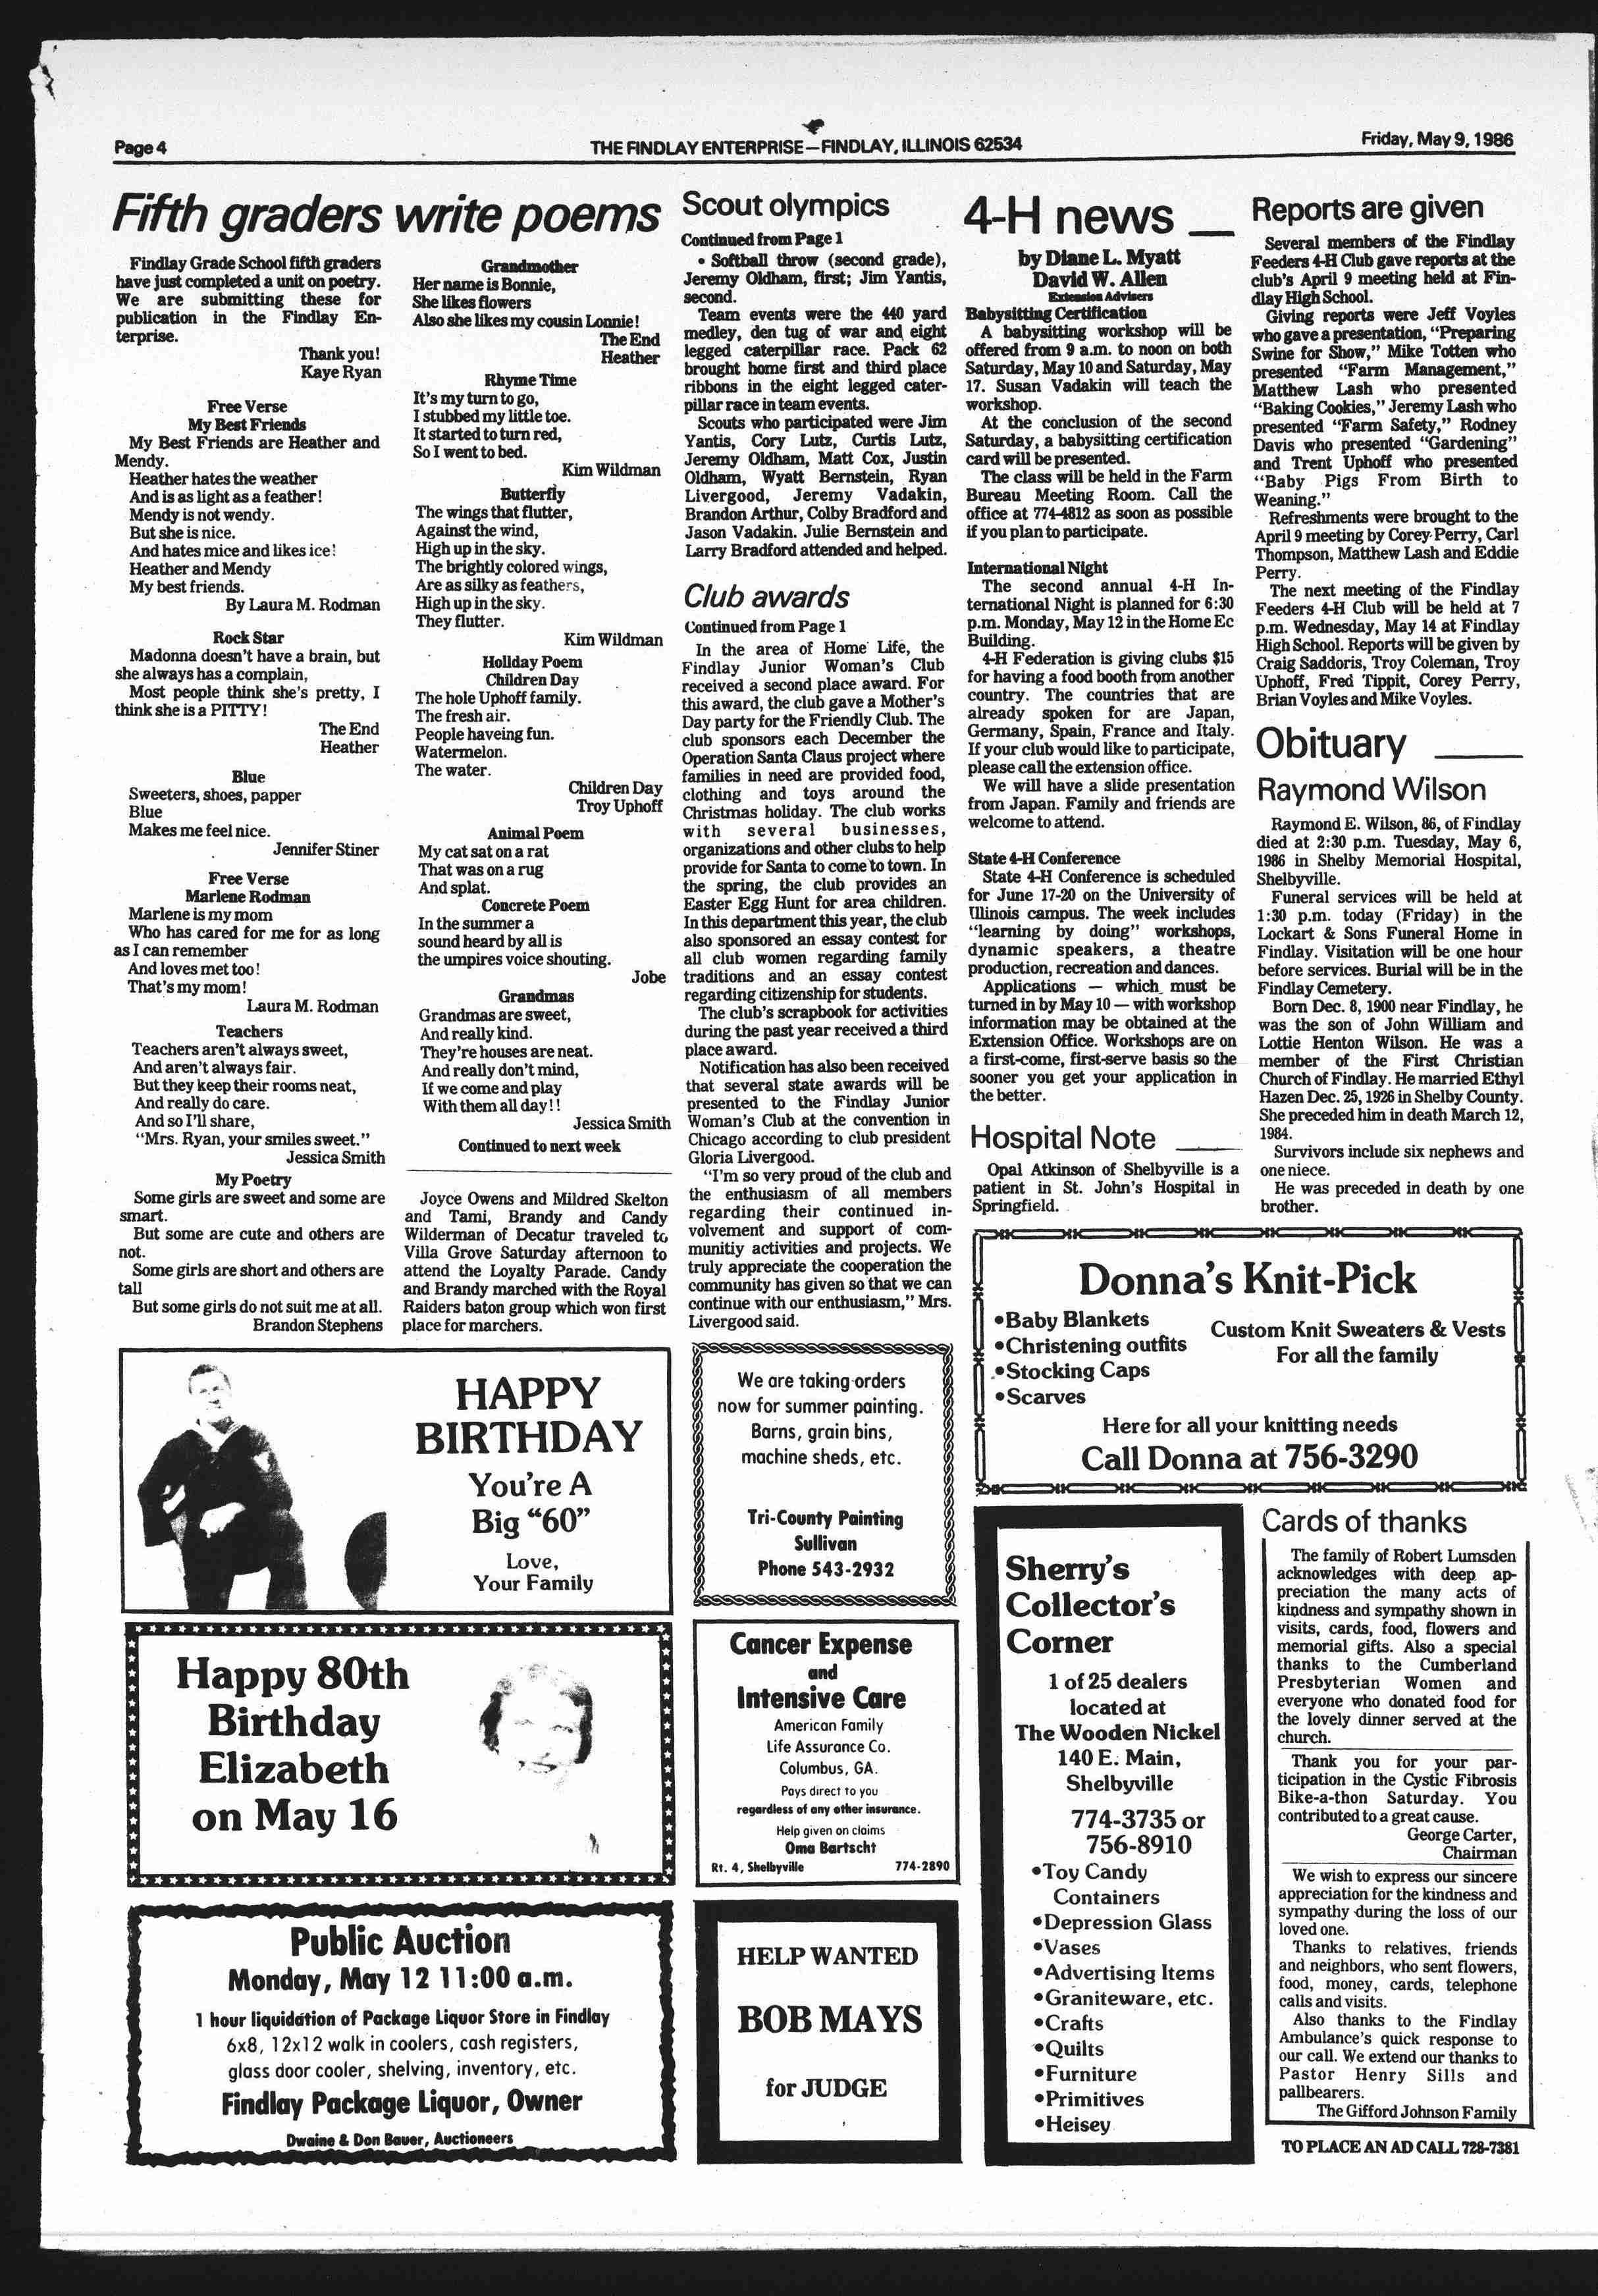 Page 4
THE FINDLAY ENTERPRISE—FINDLAY, ILLINOIS 62534
Friday, May 9, 1986
Fifth graders write poems
Findlay Grade School fifth graders
have just completed a unit on poetry.
We are submitting these for
publication in the Findlay En-
terprise.
Thank you!
Kaye Ryan
Free Verse
My Best Friends
My Best Friends are Heather and
Mendy.
Heather hates the weather
And is as light as a feather!
Mendy is not wendy.
But she is nice.
And hates mice and likes ice!
Heather and Mendy
My best friends.
By Laura M. Rodman
Rock Star
Madonna doesn't have a brain, but
she always has a complain,
Most people think she's pretty, I
think she is a PITTY!
The End
Heather
Blue
Sweeters, shoes, papper
Blue
Makes me feel nice.
Jennifer Stiner
Free Verse
Marlene Rodman
Marlene is my mom
Who has cared for me for as long
as I can remember
And loves met too!
That's my mom!
Laura M. Rodman
Teachers
Teachers aren't always sweet,
And aren't always fair.
But they keep their rooms neat,
And really do care.
And so I'll share,
"Mrs. Ryan, your smiles sweet."
Jessica Smith
My Poetry
Some girls are sweet and some are
smart.
But some are cute and others are
not.
Some girls are short and others are
tall
But some girls do not suit me at all.
Brandon Stephens
Grandmother
Her name is Bonnie,
She likes flowers
Also she likes my cousin Lonnie!
The End
Heather
Rhyme Time
It's my turn to go,
I stubbed my little toe.
It started to turn red,
So I went to bed.
Kim Wildman
Butterfly
The wings that flutter,
Against the wind,
High up in the sky.
The brightly colored wings,
Are as silky as feathers,
High up in the sky.
They flutter.
Kim Wildman
Holiday Poem
Children Day
The hole Uphoff family.
The fresh air.
People haveing fun.
Watermelon.
The water.
Children Day
Troy Uphoff
Animal Poem
My cat sat on a rat
That was on a rug
And splat.
Concrete Poem
In the summer a
sound heard by all is
the umpires voice shouting.
Jobe
Grandmas
Grandmas are sweet,
And really kind.
They're houses are neat.
And really don't mind,
If we come and play
With them all day!!
Jessica Smith
Continued to next week
Joyce Owens and Mildred Skelton
and Tami, Brandy and Candy
Wilderman of Decatur traveled to
Villa Grove Saturday afternoon to
attend the Loyalty Parade. Candy
and Brandy marched with the Royal
Raiders baton group which won first
place for marchers.
Scout olympics
Continued from Page 1
• Softball throw (second grade),
Jeremy Oldham, first; Jim Yantis,
second.
Team events were the 440 yard
medley, den tug of war and eight
legged caterpillar race. Pack 62
brought home first and third place
ribbons in the eight legged cater-
pillar race in team events.
Scouts who participated were Jim
Yantis, Cory Lutz, Curtis Lutz,
Jeremy Oldham, Matt Cox, Justin
Oldham, Wyatt Bernstein, Ryan
Livergood, Jeremy Vadakin,
Brandon Arthur, Colby Bradford and
Jason Vadakin. Julie Bernstein and
Larry Bradford attended and helped.
Club awards
Continued from Page 1
In the area of Home Life, the
Findlay Junior Woman's Club
received a second place award. For
this award, the club gave a Mother's
Day party for the Friendly Club. The
club sponsors each December the
Operation Santa Claus project where
families in need are provided food,
clothing and toys around the
Christmas holiday. The club works
with several businesses,
organizations and other clubs to help
provide for Santa to come to town. In
the spring, the club provides an
Easter Egg Hunt for area children.
In this department this year, the club
also sponsored an essay contest for
all club women regarding family
traditions and an essay contest
regarding citizenship for students.
The club's scrapbook for activities
during the past year received a third
place award.
Notification has also been received
that several state awards will be
presented to the Findlay Junior
Woman's Club at the convention in
Chicago according to club president
Gloria Livergood.
"I'm so very proud of the club and
the enthusiasm of all members
regarding their continued in-
volvement and support of com-
munitiy activities and projects. We
truly appreciate the cooperation the
community has given so that we can
continue with our enthusiasm," Mrs.
Livergood said.
4-H news
by Diane L. Myatt
David W. Allen
Extension Advisers
Babysitting Certification
A babysitting workshop will be
offered from 9 a.m. to noon on both
Saturday, May 10 and Saturday, May
17. Susan Vadakin will teach the
workshop.
At the conclusion of the second
Saturday, a babysitting certification
card will be presented.
The class will be held in the Farm
Bureau Meeting Room. Call the
office at 774-4812 as soon as possible
if you plan to participate.
International Night
The second annual 4-H In-
ternational Night is planned for 6:30
p.m. Monday, May 12 in the Home Ec
Building.
4-H Federation is giving clubs $15
for having a food booth from another
country. The countries that are
already spoken for are Japan,
Germany, Spain, France and Italy.
If your club would like to participate,
please call the extension office.
We will have a slide presentation
from Japan. Family and friends are
welcome to attend.
State 4-H Conference
State 4-H Conference is scheduled
for June 17-20 on the University of
Illinois campus. The week includes
"learning by doing" workshops,
dynamic speakers, a theatre
production, recreation and dances.
Applications — which must be
turned in by May 10 — with workshop
information may be obtained at the
Extension Office. Workshops are on
a first-come, first-serve basis so the
sooner you get your application in
the better.
Hospital Note
Opal Atkinson of Shelbyville is a
patient in St. John's Hospital in
Springfield.
Reports are given
Several members of the Findlay
Feeders 4-H Club gave reports at the
club's April 9 meeting held at Fin-
dlay High School.
Giving reports were Jeff Voyles
who gave a presentation, "Preparing
Swine for Show," Mike Totten who
presented "Farm Management,"
Matthew Lash who presented
"Baking Cookies," Jeremy Lash who
presented "Farm Safety," Rodney
Davis who presented "Gardening"
and Trent Uphoff who presented
"Baby Pigs From Birth to
Weaning."
Refreshments were brought to the
April 9 meeting by Corey Perry, Carl
Thompson, Matthew Lash and Eddie
Perry.
The next meeting of the Findlay
Feeders 4-H Club will be held at 7
p.m. Wednesday, May 14 at Findlay
High School. Reports will be given by
Craig Saddoris, Troy Coleman, Troy
Uphoff, Fred Tippit, Corey Perry,
Brian Voyles and Mike Voyles.
Obituary
Raymond Wilson
Raymond E. Wilson, 86, of Findlay
died at 2:30 p.m. Tuesday, May 6,
1986 in Shelby Memorial Hospital,
Shelbyville.
Funeral services will be held at
1:30 p.m. today (Friday) in the
Lockart & Sons Funeral Home in
Findlay. Visitation will be one hour
before services. Burial will be in the
Findlay Cemetery.
Born Dec. 8, 1900 near Findlay, he
was the son of John William and
Lottie Henton Wilson. He was a
member of the First Christian
Church of Findlay. He married Ethyl
Hazen Dec. 25, 1926 in Shelby County.
She preceded him in death March 12,
1984.
Survivors include six nephews and
one niece.
He was preceded in death by one
brother.
HAPPY
BIRTHDAY
You're A
Big "60"
Love,
Your Family
Happy 80th
Birthday
Elizabeth
on May 16
Public Auction
Monday, May 12 11:00 a.m.
1 hour liquidation of Package Liquor Store in Findlay
6x8, 12x12 walk in coolers, cash registers,
glass door cooler, shelving, inventory, etc.
Findlay Package Liquor, Owner
Dwaine & Don Bauer, Auctioneers
We are taking orders
now for summer painting.
Barns, grain bins,
machine sheds, etc.
Tri-County Painting
Sullivan
Phone 543-2932
Cancer Expense
and
Intensive Care
American Family
Life Assurance Co.
Columbus, GA.
Pays direct to you
regardless of any other insurance.
Help given on claims
Oma Bartscht
Rt. 4, Shelbyville 774-2890
HELP WANTED
BOB MAYS
for JUDGE
Donna's Knit-Pick
•Baby Blankets
•Christening outfits
•Stocking Caps
•Scarves
Custom Knit Sweaters & Vests
For all the family
Here for all your knitting needs
Call Donna at 756-3290
Sherry's
Collector's
Corner
1 of 25 dealers
located at
The Wooden Nickel
140 E. Main,
Shelbyville
774-3735 or
756-8910
•Toy Candy
Containers
•Depression Glass
•Vases
•Advertising Items
•Graniteware, etc.
•Crafts
•Quilts
•Furniture
•Primitives
•Heisey
Cards of thanks
The family of Robert Lumsden
acknowledges with deep ap-
preciation the many acts of
kindness and sympathy shown in
visits, cards, food, flowers and
memorial gifts. Also a special
thanks to the Cumberland
Presbyterian Women and
everyone who donated food for
the lovely dinner served at the
church.
Thank you for your par-
ticipation in the Cystic Fibrosis
Bike-a-thon Saturday. You
contributed to a great cause.
George Carter,
Chairman
We wish to express our sincere
appreciation for the kindness and
sympathy during the loss of our
loved one.
Thanks to relatives, friends
and neighbors, who sent flowers,
food, money, cards, telephone
calls and visits.
Also thanks to the Findlay
Ambulance's quick response to
our call. We extend our thanks to
Pastor Henry Sills and
pallbearers.
The Gifford Johnson Family
TO PLACE AN AD CALL 728-7381